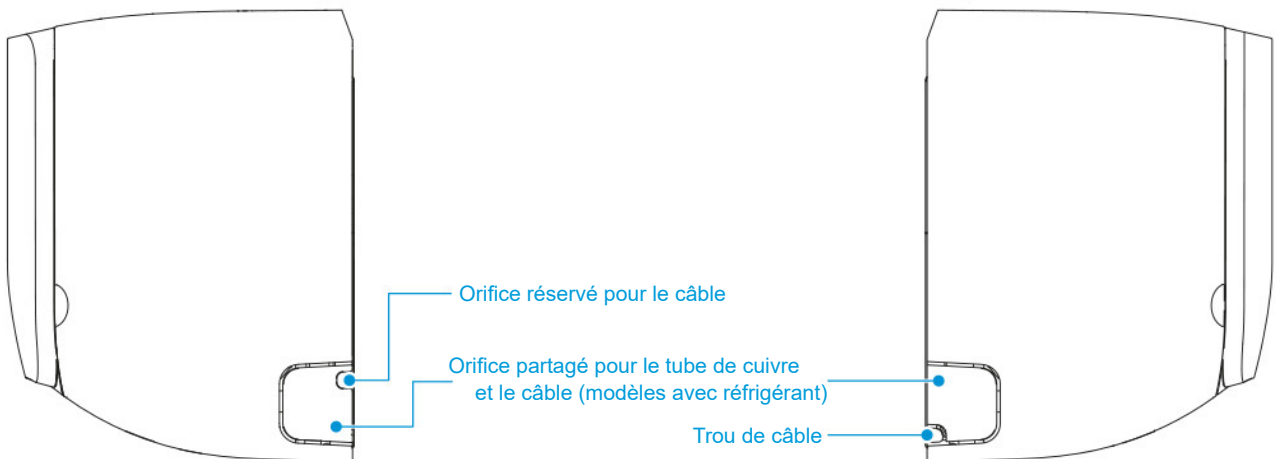 Orifice réservé pour le câble
Orifice partagé pour le tube de cuivre
et le câble (modèles avec réfrigérant)
Trou de câble